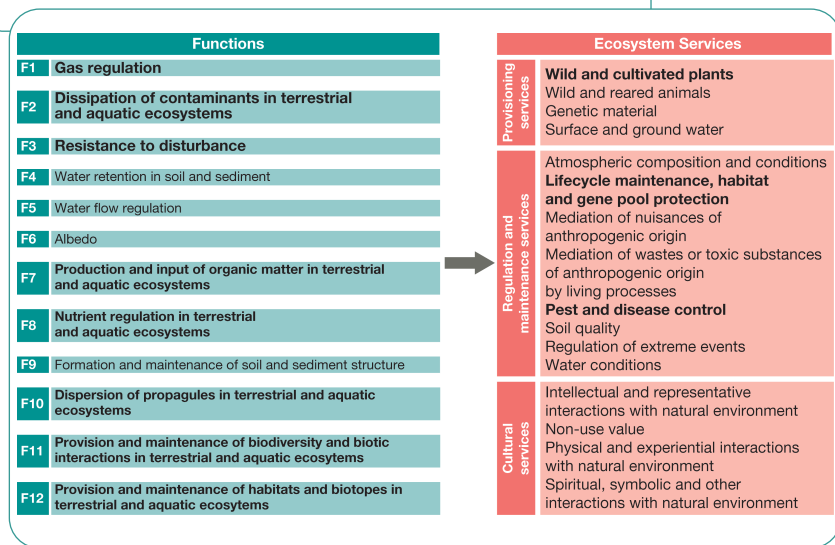 Functions
F1 Gas regulation
F2 Dissipation of contaminants in terrestrial
and aquatic ecosystems
F3 Resistance to disturbance
F4 Water retention in soil and sediment
F5 Water flow regulation
F6 Albedo
F7 Production and input of organic matter in terrestrial
and aquatic ecosystems
F8 Nutrient regulation in terrestrial
and aquatic ecosystems
F9 Formation and maintenance of soil and sediment structure
F10 Dispersion of propagules in terrestrial and aquatic
ecosystems
F11 Provision and maintenance of biodiversity and biotic
interactions in terrestrial and aquatic ecosytems
F12 Provision and maintenance of habitats and biotopes in
terrestrial and aquatic ecosytems
Ecosystem Services
Provisioning
services
Wild and cultivated plants
Wild and reared animals
Genetic material
Surface and ground water
Regulation and
maintenance services
Atmospheric composition and conditions
Lifecycle maintenance, habitat
and gene pool protection
Mediation of nuisances of
anthropogenic origin
Mediation of wastes or toxic substances
of anthropogenic origin
by living processes
Pest and disease control
Soil quality
Regulation of extreme events
Water conditions
Cultural
services
Intellectual and representative
interactions with natural environment
Non-use value
Physical and experiential interactions
with natural environment
Spiritual, symbolic and other
interactions with natural environment